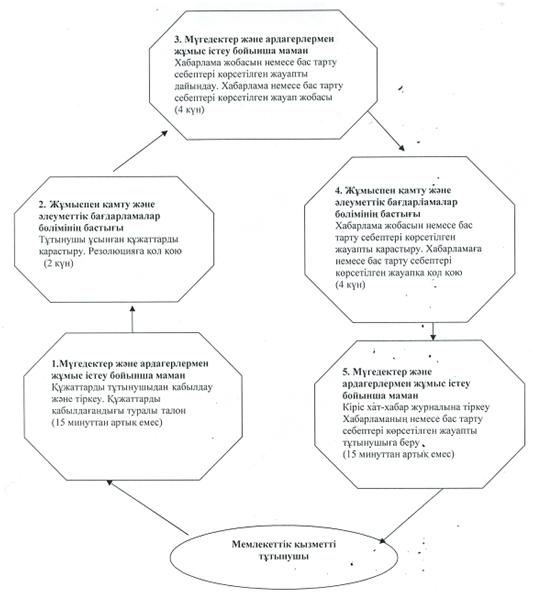 3. Мүгедектер және ардагерлермен
жұмыс істеу бойынша маман
Хабарлама жобасын немесе бас тарту
себептері көрсетілген жауапты
дайындау. Хабарлама немесе бас тарту
себептері көрсетілген жауап жобасы
(4 күн)
2. Жұмыспен қамту және
әлеуметтік бағдарламалар
бөлімінің бастығы
Тұтынушы ұсынған құжаттарды
қарастыру. Резолюцияға қол қою
(2 күн)
4. Жұмыспен қамту және
әлеуметтік бағдарламалар
бөлімінің бастығы
Хабарлама жобасын немесе бас
тарту себептері көрсетілген
жауапты қарастыру. Хабарламаға
немесе бас тарту себептері
көрсетілген жауапқа қол қою
(4 күн)
1.Мүгедектер және ардагерлермен
жұмыс істеу бойынша маман
Құжаттарды тұтынушыдан қабылдау
және тіркеу. Құжаттарды
қабылдағандығы туралы талон
(15 минуттан артық емес)
5. Мүгедектер және
ардагерлермен жұмыс істеу
бойынша маман
Кіріс хат-хабар журналына тіркеу
Хабарламаның немесе бас тарту
себептері көрсетілген жауапты
тұтынушыға беру
(15 минуттан артық емес)
Мемлекеттік қызметті
тұтынушы